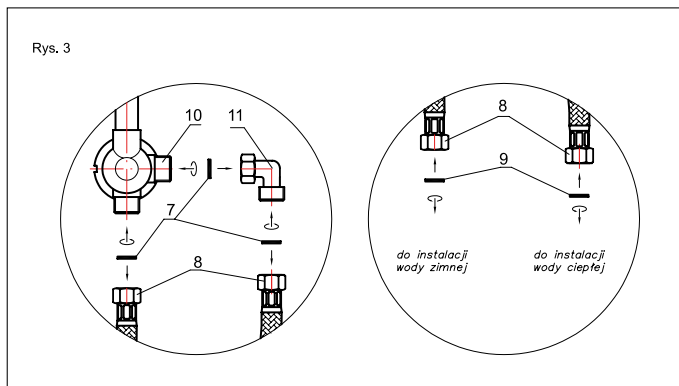 Rys. 3
10
11
7
8
8
9
do instalacji
wody zimnej
do instalacji
wody ciepłej